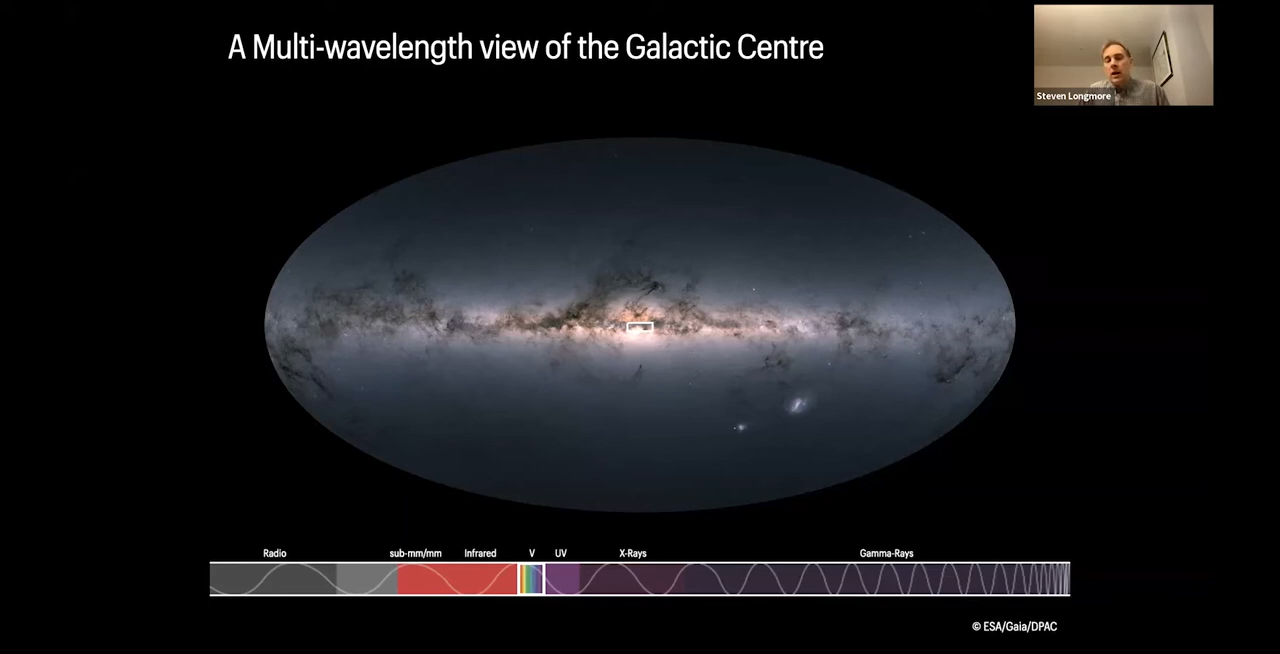 A Multi-wavelength view of the Galactic Centre
Steven Longmore
Radio sub-mm/mm Infrared V UV X-Rays Gamma-Rays
© ESA/Gaia/DPAC